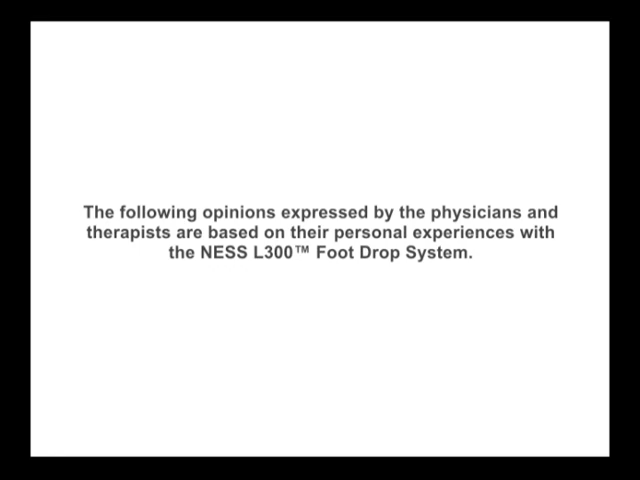 The following opinions expressed by the physicians and
therapists are based on their personal experiences with
the NESS L300™ Foot Drop System.